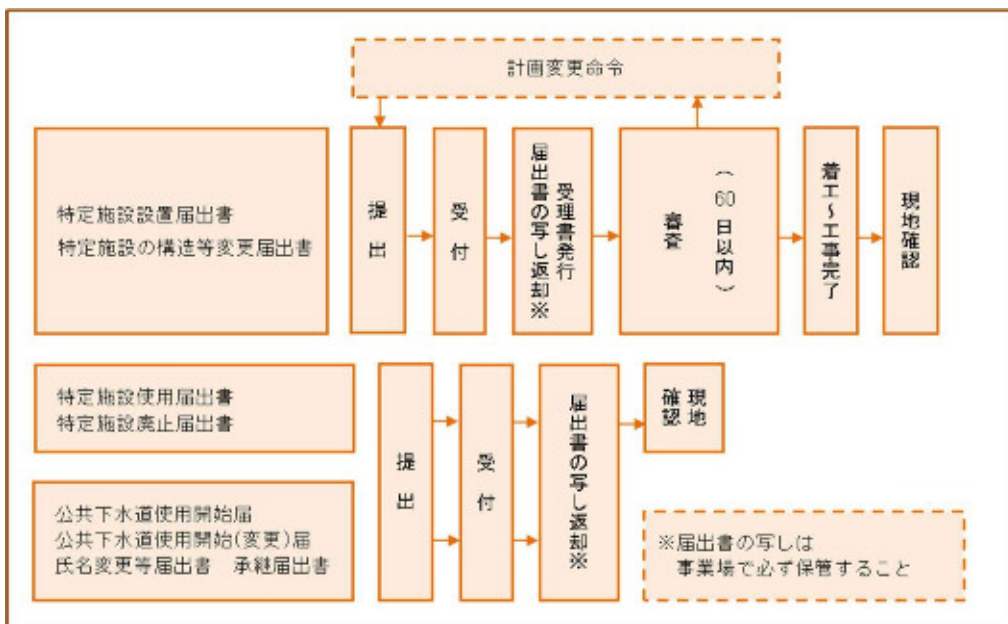 計画変更命令
特定施設設置届出書
特定施設の構造等変更届出書
提出
受付
受理書発行
届出書の写し返却※
審査
（60日以内）
着工～工事完了
現地確認
特定施設使用届出書
特定施設廃止届出書
公共下水道使用開始届
公共下水道使用開始(変更)届
氏名変更等届出書　承継届出書
提出
受付
届出書の写し返却※
現地
確認
※届出書の写しは
事業場で必ず保管すること